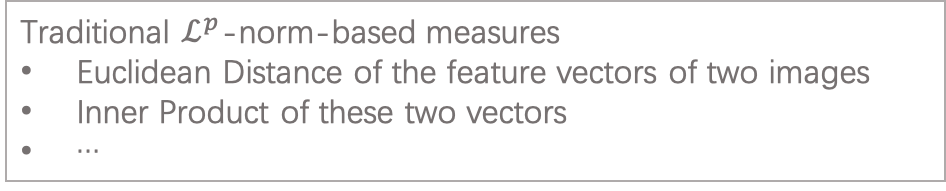 Traditional 𝓛ᵖ-norm-based measures
• Euclidean Distance of the feature vectors of two images
• Inner Product of these two vectors
• ...